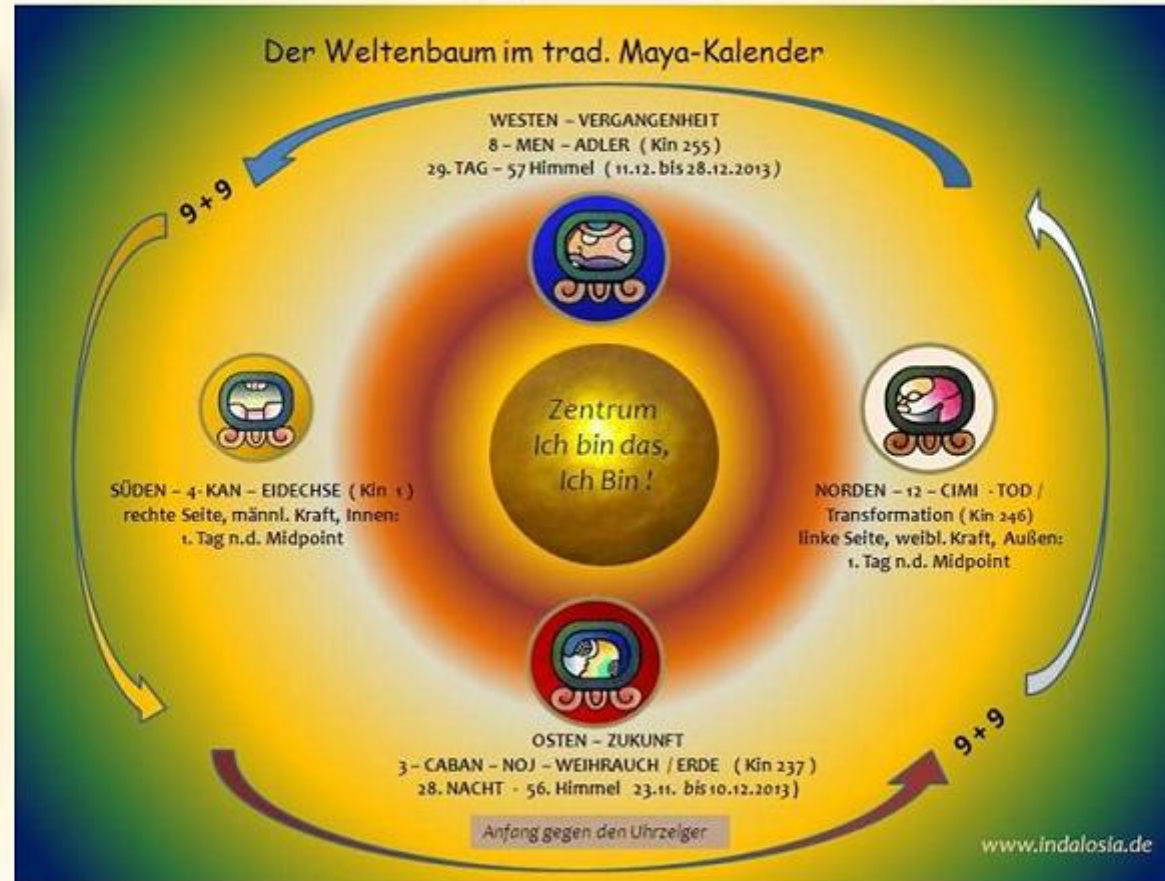 Der Weltenbaum im trad. Maya-Kalender
WESTEN – VERGANGENHEIT
8 – MEN – ADLER ( Kin 255 )
29. TAG – 57 Himmel ( 11.12. bis 28.12.2013 )
9 + 9
Zentrum
Ich bin das,
Ich Bin !
SÜDEN – 4- KAN – EIDECHSE ( Kin 1 )
rechte Seite, männl. Kraft, Innen:
1. Tag n.d. Midpoint
NORDEN – 12 – CIMI - TOD /
Transformation ( Kin 246)
linke Seite, weibl. Kraft, Außen:
1. Tag n.d. Midpoint
9 + 9
OSTEN – ZUKUNFT
3 – CABAN – NOJ – WEIHRAUCH / ERDE ( Kin 237 )
28. NACHT - 56. Himmel 23.11. bis 10.12.2013 )
Anfang gegen den Uhrzeiger
www.indalosia.de